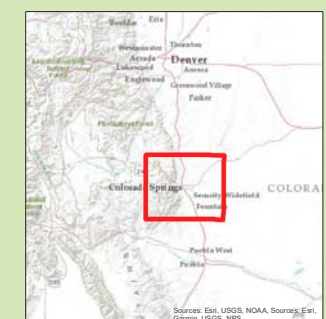 Boulder Erie
Westminster Thornton
Arvada Denver
Lakewood Aurora
Englewood
Greenwood Village
Parker
Colorado Springs COLORA
Security-Widefield
Fountain
Pueblo West
Pueblo
Sources: Esri, USGS, NOAA, Sources: Esri,
Garmin, USGS, NPS